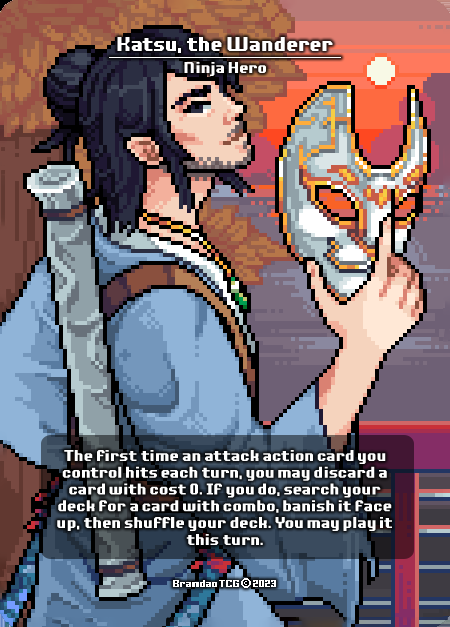 Katsu, the Wanderer
Ninja Hero
The first time an attack action card you
control hits each turn, you may discard a
card with cost 0. If you do, search your
deck for a card with combo, banish it face
up, then shuffle your deck. You may play it
this turn.
Brandao TCG © 2023